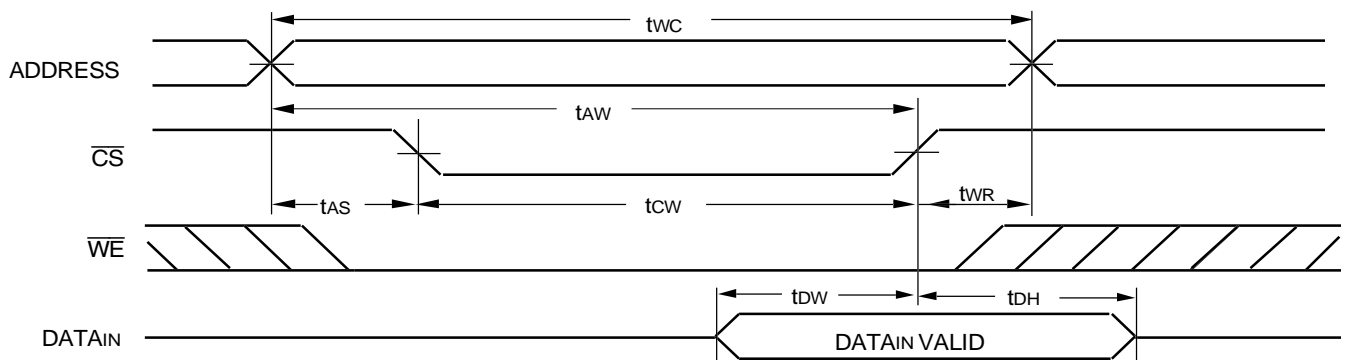 tWC
ADDRESS
tAW
CS
tAS tCW tWR
WE
tDW tDH
DATAIN DATAIN VALID